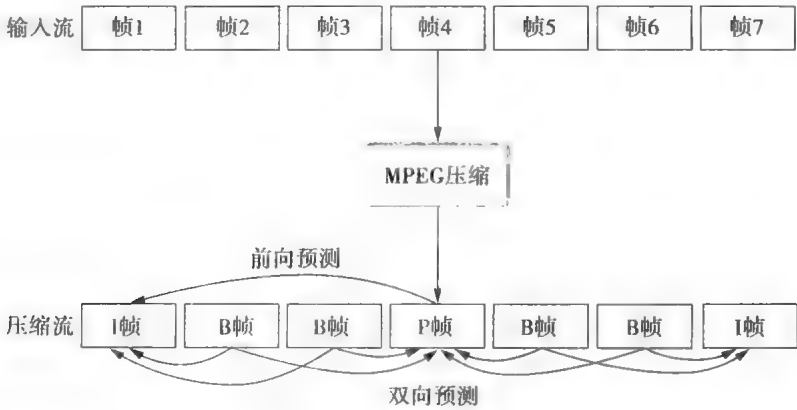 输入流 帧1 帧2 帧3 帧4 帧5 帧6 帧7
MPEG压缩
前向预测
压缩流 I帧 B帧 B帧 P帧 B帧 B帧 I帧
双向预测